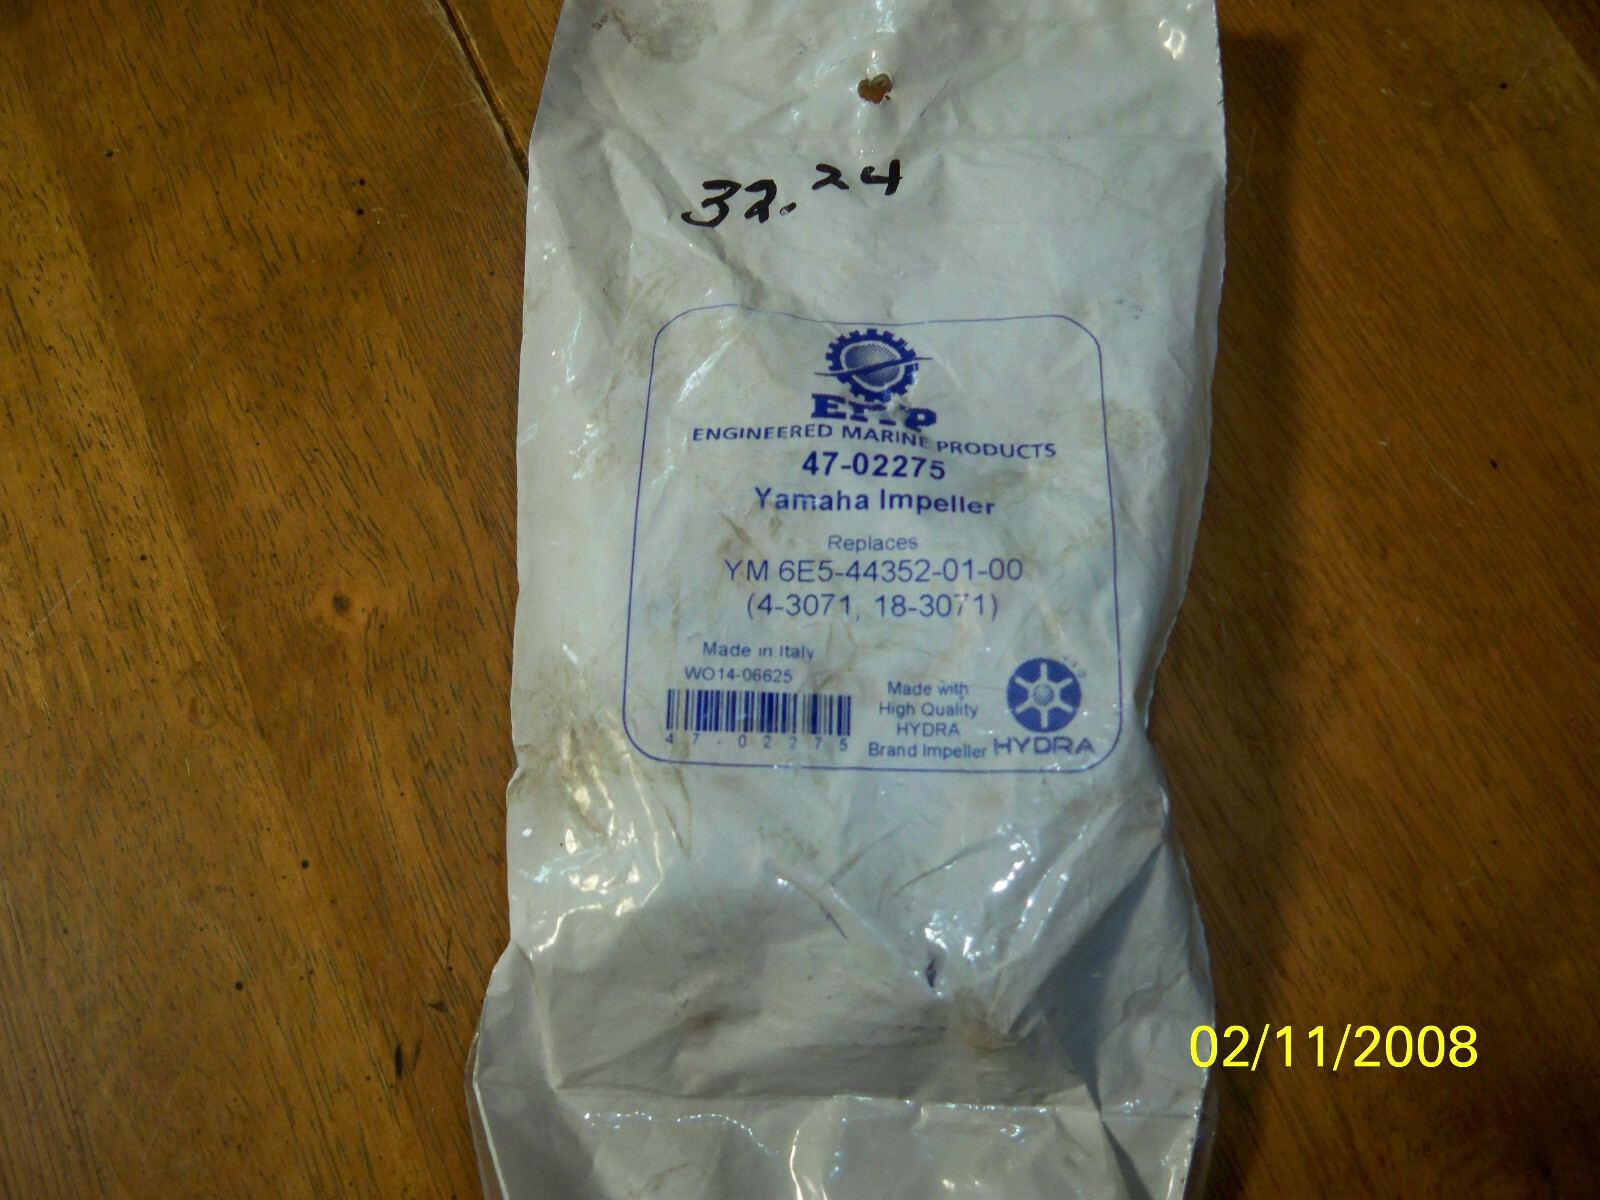 32.24
EMP
ENGINEERED MARINE PRODUCTS
47-02275
Yamaha Impeller
Replaces
YM 6E5-44352-01-00
(4-3071, 18-3071)
Made in Italy
WO14-06625
47-02275
Made with
High Quality
HYDRA
Brand Impeller
HYDRA
02/11/2008